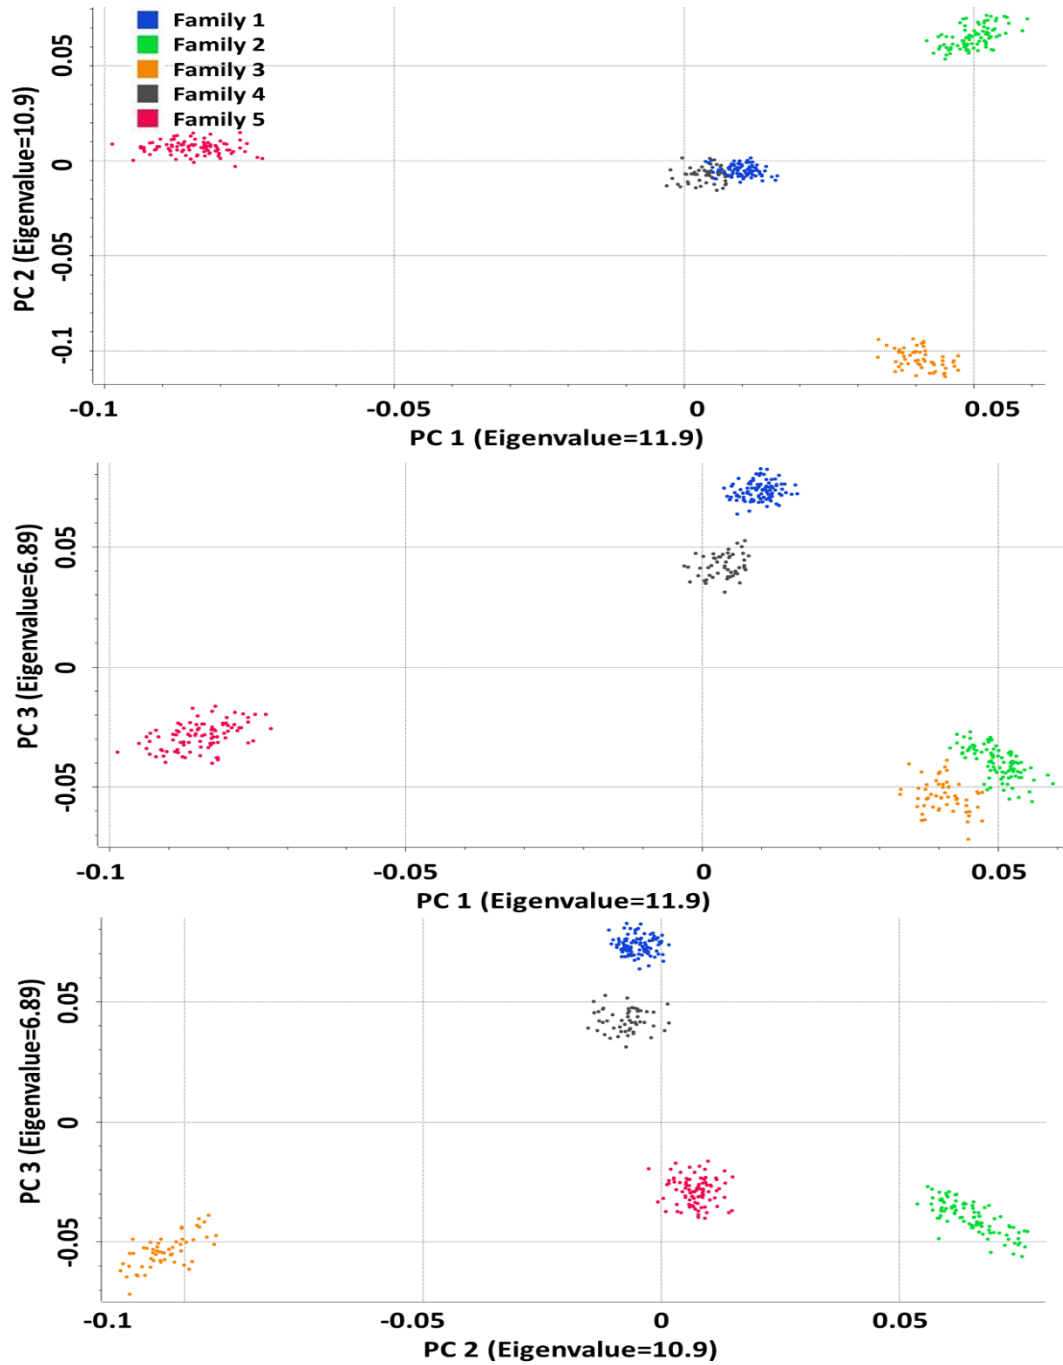 Family 1
Family 2
Family 3
Family 4
Family 5
PC 2 (Eigenvalue=10.9)
0.05
0
-0.05
-0.1
-0.1 -0.05 0 0.05
PC 1 (Eigenvalue=11.9)
PC 3 (Eigenvalue=6.89)
0.05
0
-0.05
-0.1 -0.05 0 0.05
PC 1 (Eigenvalue=11.9)
PC 3 (Eigenvalue=6.89)
0.05
0
-0.05
-0.1 -0.05 0 0.05
PC 2 (Eigenvalue=10.9)